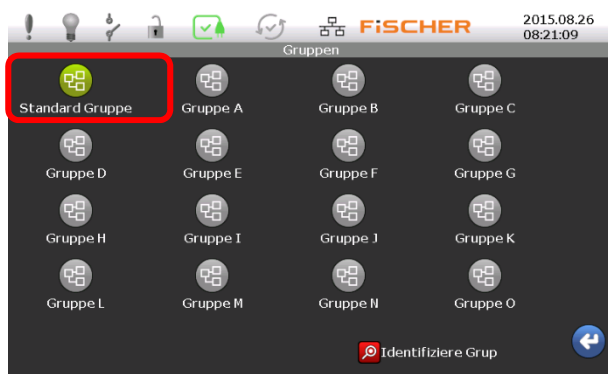 FiSCHER
2015.08.26
08:21:09
Gruppen
Standard Gruppe Gruppe A Gruppe B Gruppe C
Gruppe D Gruppe E Gruppe F Gruppe G
Gruppe H Gruppe I Gruppe J Gruppe K
Gruppe L Gruppe M Gruppe N Gruppe O
Identifiziere Grup